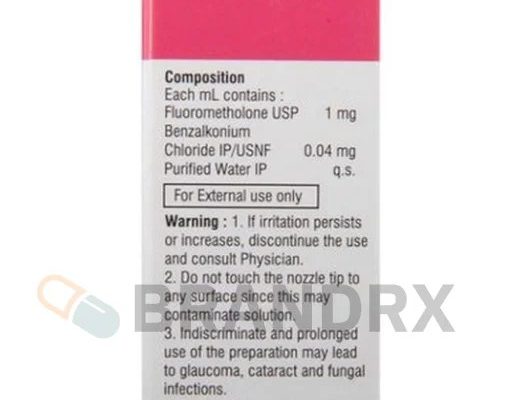 Composition
Each mL contains :
Fluorometholone USP 1 mg
Benzalkonium
Chloride IP/USNF 0.04 mg
Purified Water IP q.s.
For External use only
Warning : 1. If irritation persists
or increases, discontinue the use
and consult Physician.
2. Do not touch the nozzle tip to
any surface since this may
contaminate solution.
3. Indiscriminate and prolonged
use of the preparation may lead
to glaucoma, cataract and fungal
infections.
BRANDRX